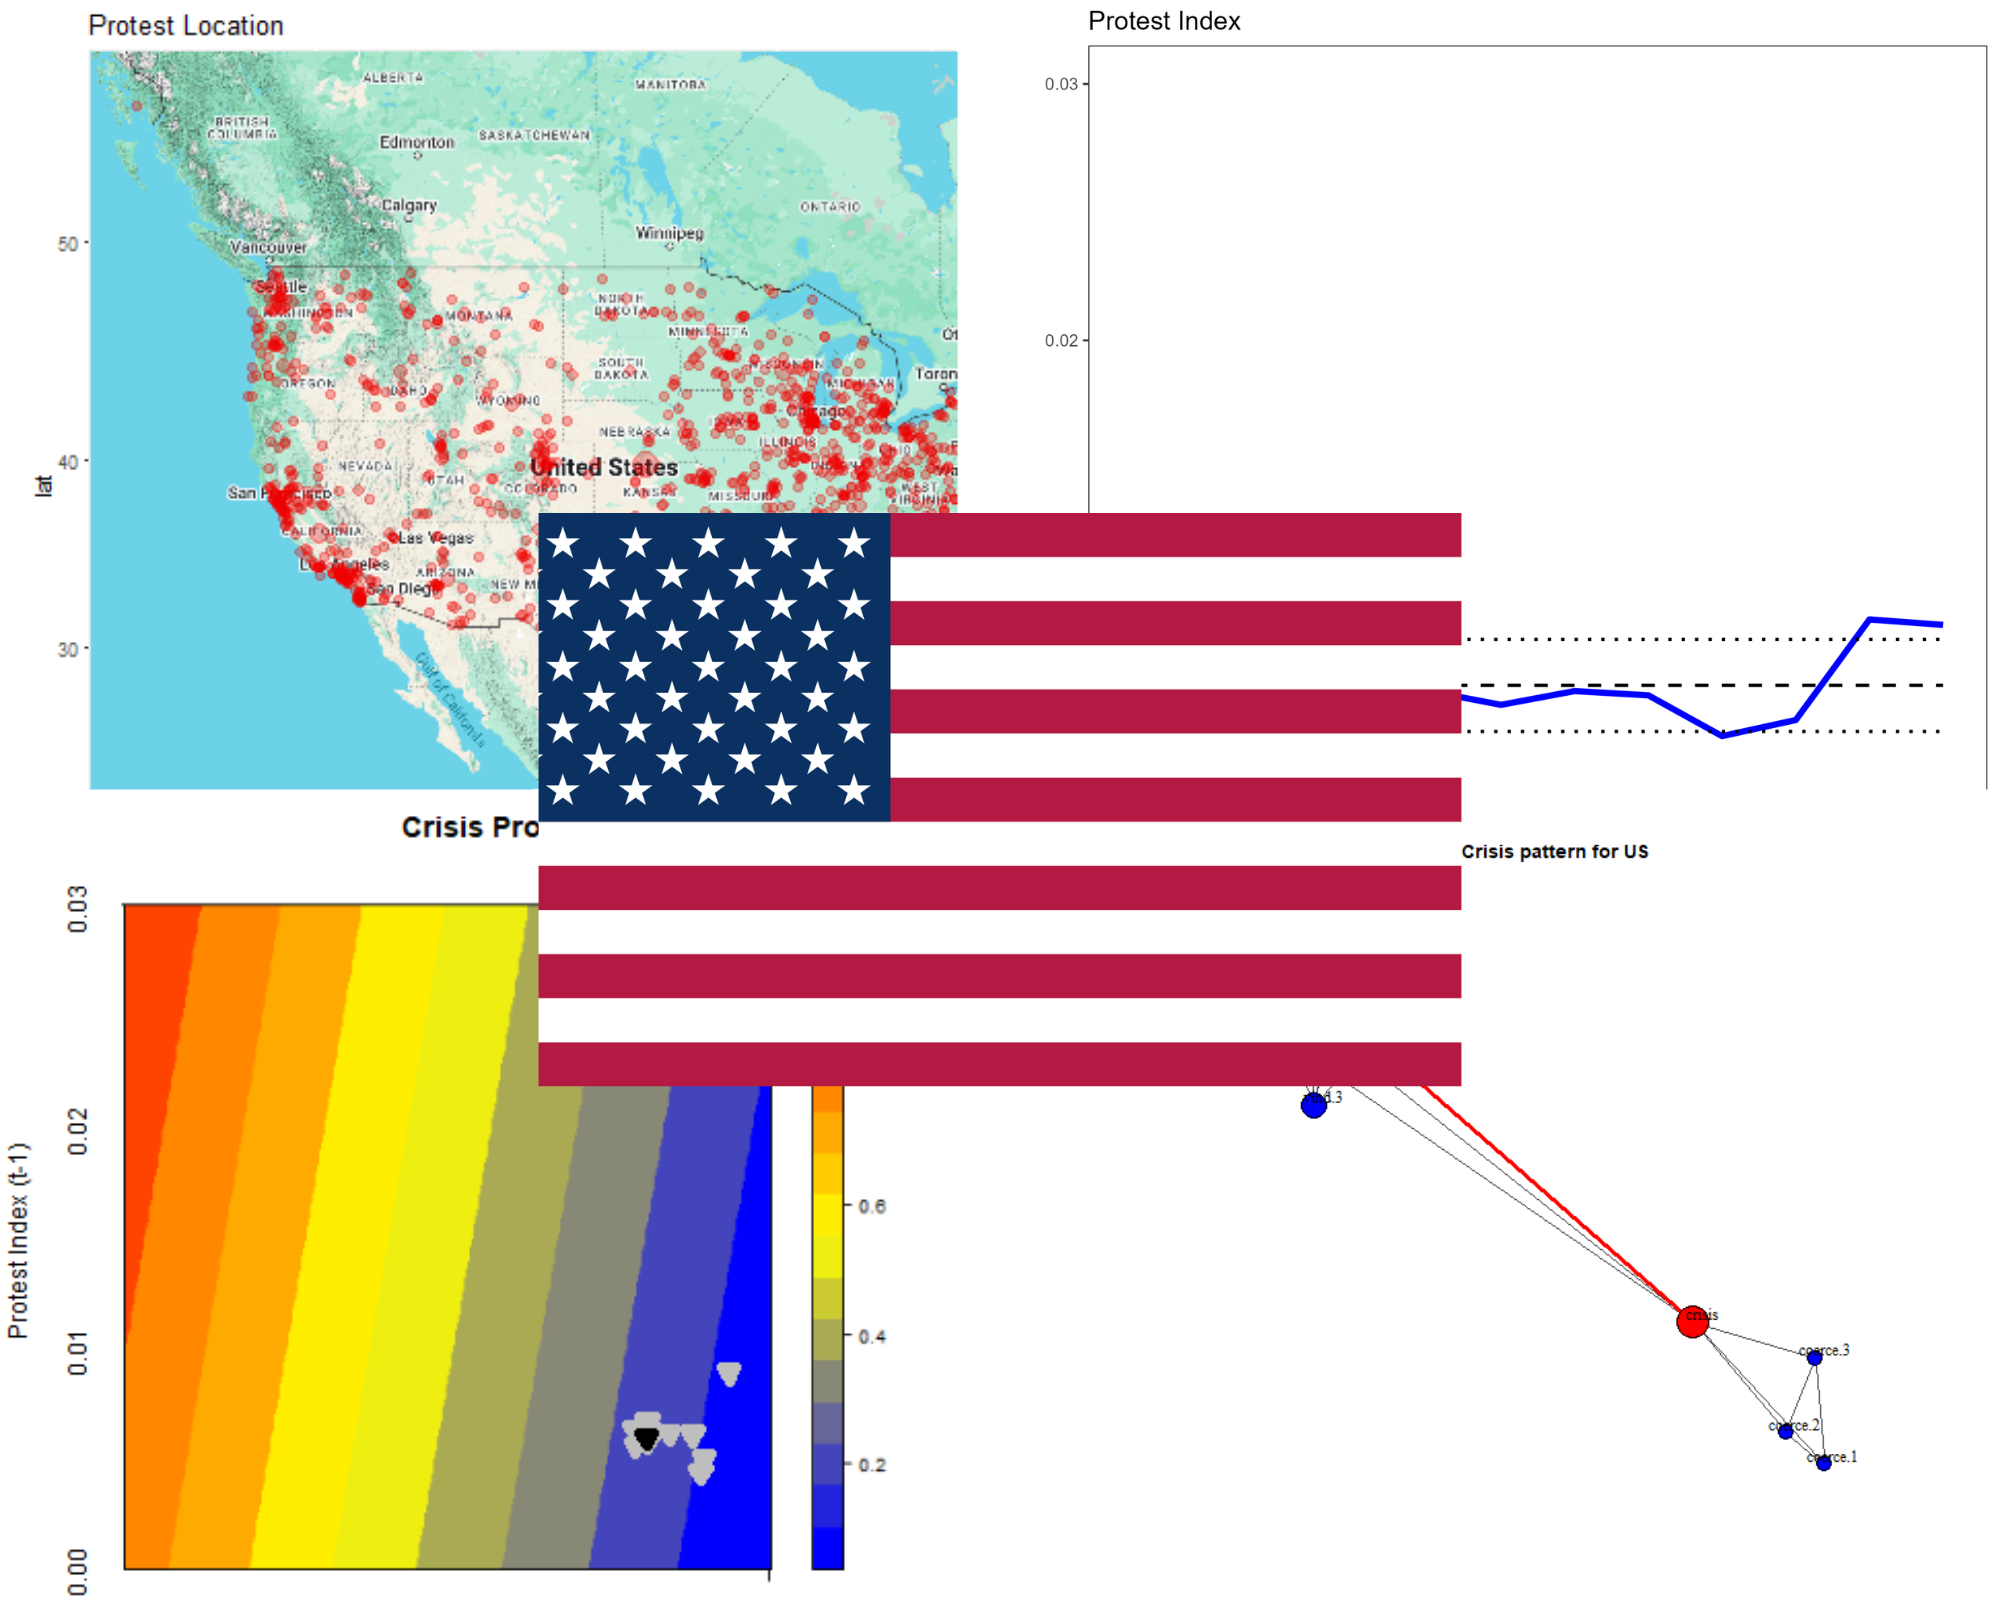 Protest Location
ALBERTA
MANITOBA
BRITISH
COLUMBIA
Edmonton
SASKATCHEWAN
Calgary
ONTARIO
Winnipeg
Vancouver
Seattle
WASHINGTON
MONTANA
NORTH
DAKOTA
MINNESOTA
OREGON
IDAHO
SOUTH
DAKOTA
WISCONSIN
MICHIGAN
Toron
WYOMING
Chicago
NEBRASKA
IOWA
ILLINOIS
OHIO
NEVADA
United States
INDIANA
UTAH
COLORADO
KANSAS
MISSOURI
WEST
VIRGINIA
San Francisco
CALIFORNIA
Las Vegas
Los Angeles
ARIZONA
NEW M
San Diego
Gulf of California
50
40
30
lat
Protest Index
0.03
0.02
Crisis Pro
Protest Index (t-1)
0.03
0.02
0.01
0.00
0.6
0.4
0.2
Crisis pattern for US
crisis
coerce.3
coerce.2
coerce.1